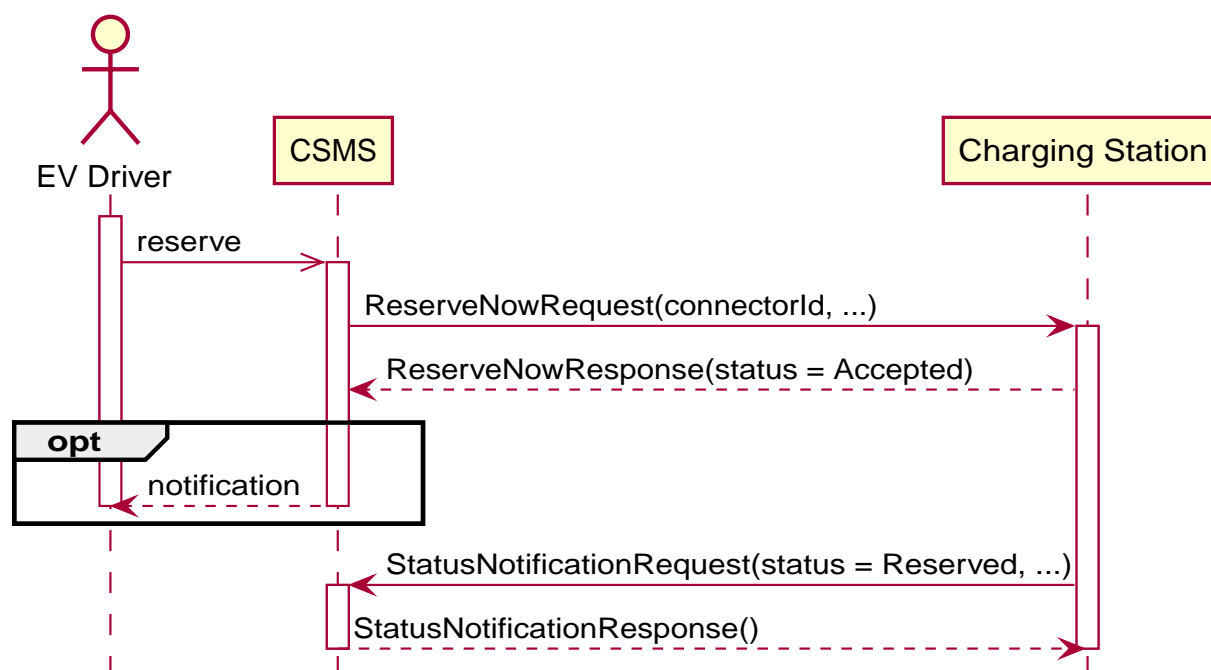 EV Driver
CSMS
Charging Station
reserve
ReserveNowRequest(connectorId, ...)
ReserveNowResponse(status = Accepted)
opt
notification
StatusNotificationRequest(status = Reserved, ...)
StatusNotificationResponse()